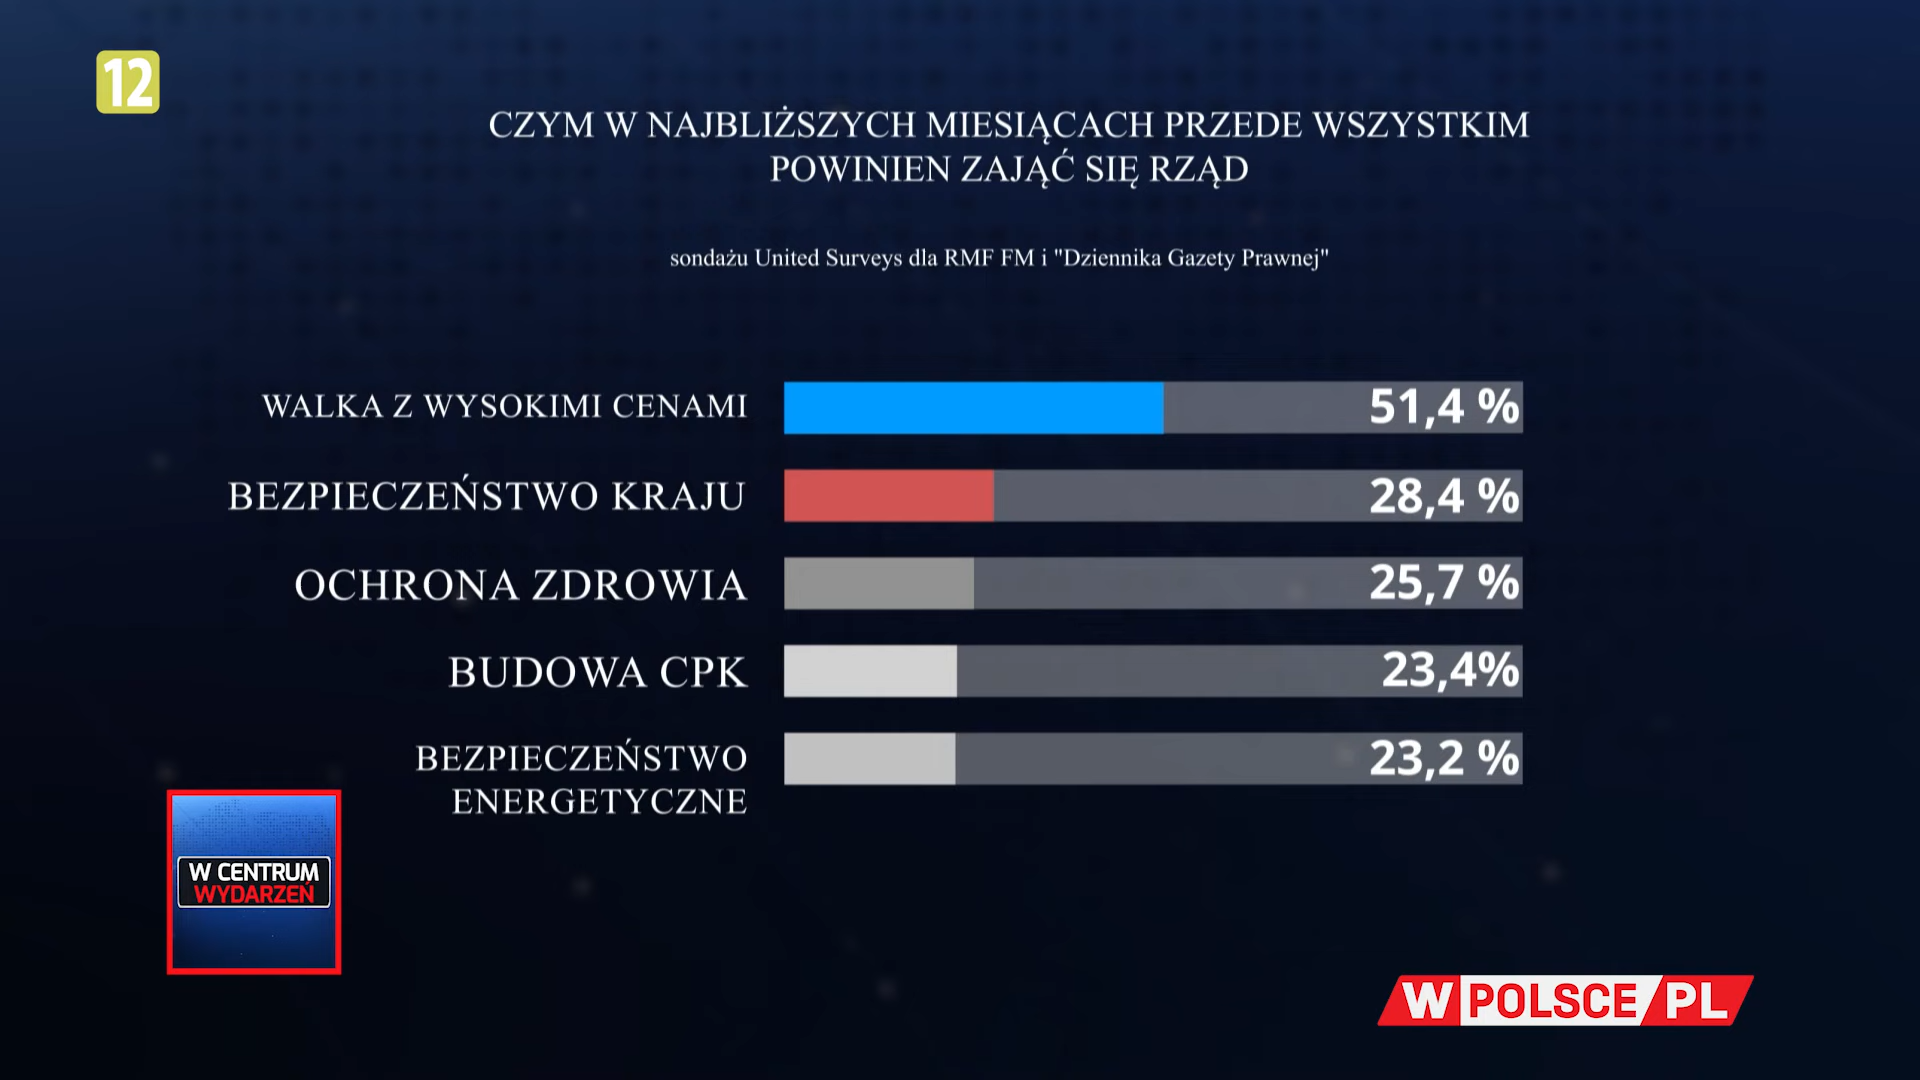 12
CZYM W NAJBLIŻSZYCH MIESIĄCACH PRZEDE WSZYSTKIM
POWINIEN ZAJĄĆ SIĘ RZĄD
sondażu United Surveys dla RMF FM i "Dziennika Gazety Prawnej"
WALKA Z WYSOKIMI CENAMI 51,4 %
BEZPIECZEŃSTWO KRAJU 28,4 %
OCHRONA ZDROWIA 25,7 %
BUDOWA CPK 23,4%
BEZPIECZEŃSTWO 23,2 %
ENERGETYCZNE
W CENTRUM
WYDARZEŃ
W POLSCE PL